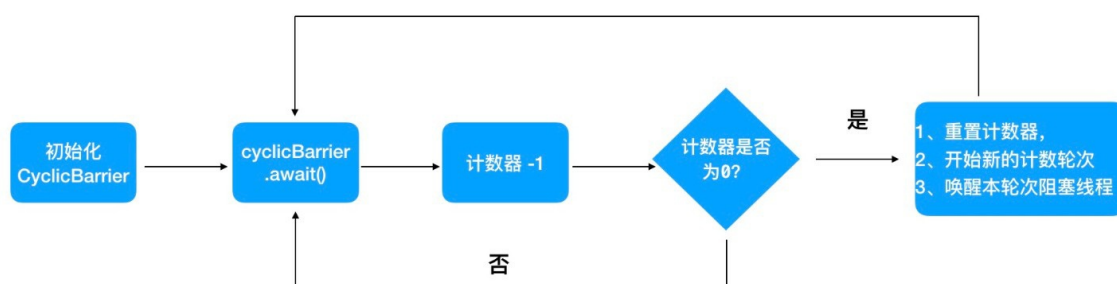 初始化
CyclicBarrier
cyclicBarrier
.await()
计数器 -1
计数器是否
为0?
是
1、重置计数器,
2、开始新的计数轮次
3、唤醒本轮次阻塞线程
否